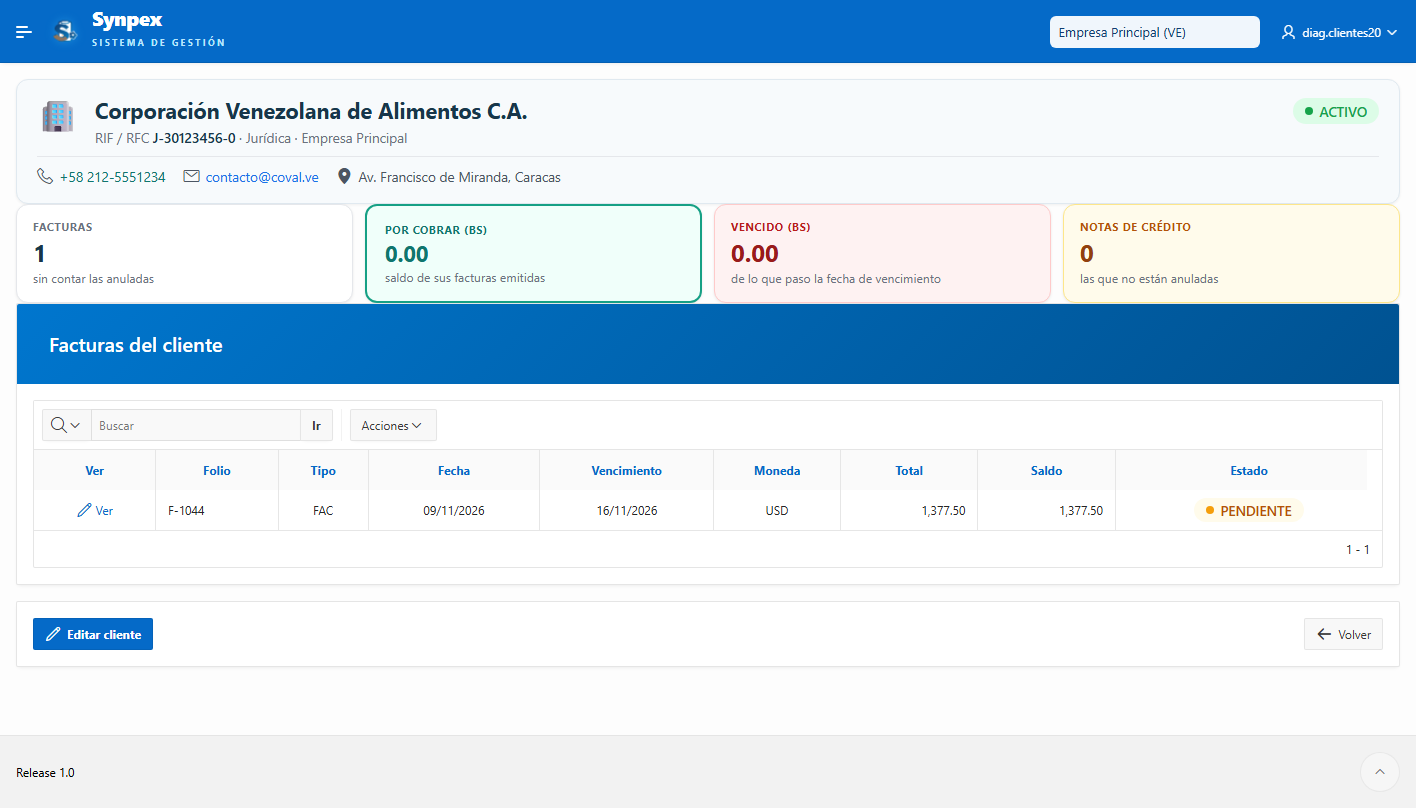 Synpex
SISTEMA DE GESTIÓN
Empresa Principal (VE)
diag.clientes20
Corporación Venezolana de Alimentos C.A.
ACTIVO
RIF / RFC J-30123456-0 · Jurídica · Empresa Principal
+58 212-5551234 contacto@coval.ve Av. Francisco de Miranda, Caracas
FACTURAS
1
sin contar las anuladas
POR COBRAR (BS)
0.00
saldo de sus facturas emitidas
VENCIDO (BS)
0.00
de lo que paso la fecha de vencimiento
NOTAS DE CRÉDITO
0
las que no están anuladas
Facturas del cliente
Buscar Ir Acciones
Ver Folio Tipo Fecha Vencimiento Moneda Total Saldo Estado
Ver F-1044 FAC 09/11/2026 16/11/2026 USD 1,377.50 1,377.50 PENDIENTE
1 - 1
Editar cliente Volver
Release 1.0